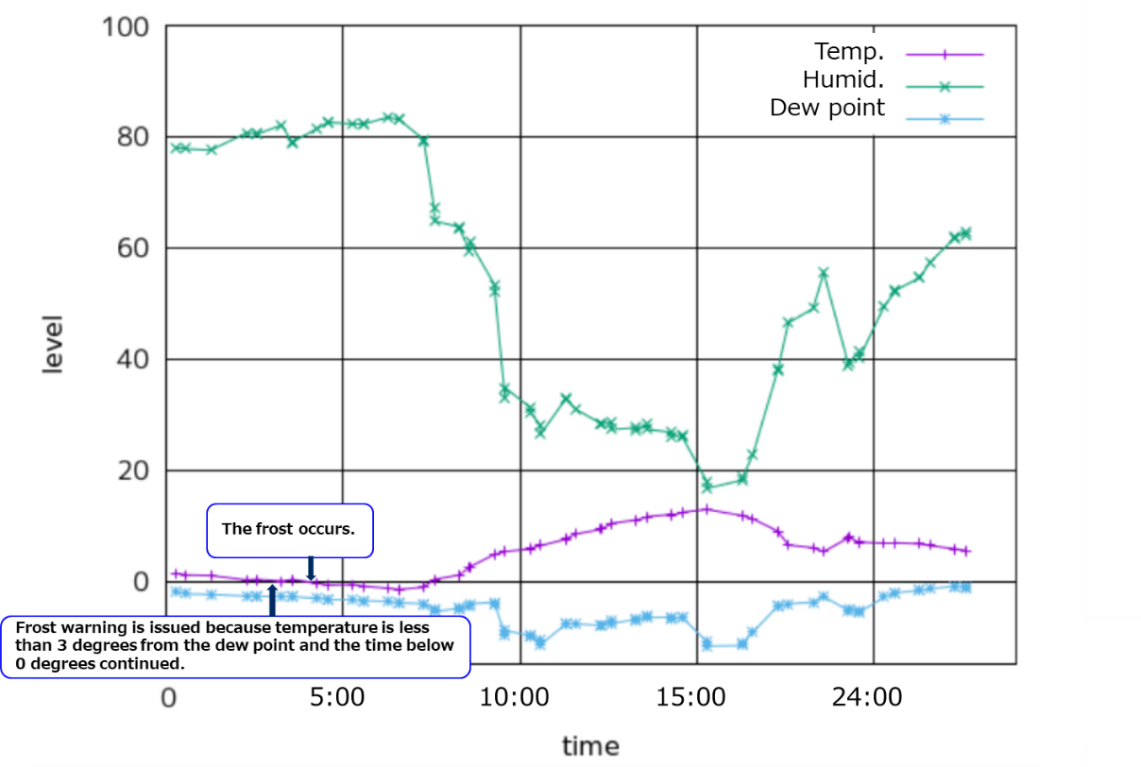 100
80
60
40
20
0
level
Temp.
Humid.
Dew point
The frost occurs.
Frost warning is issued because temperature is less
than 3 degrees from the dew point and the time below
0 degrees continued.
0 5:00 10:00 15:00 24:00
time